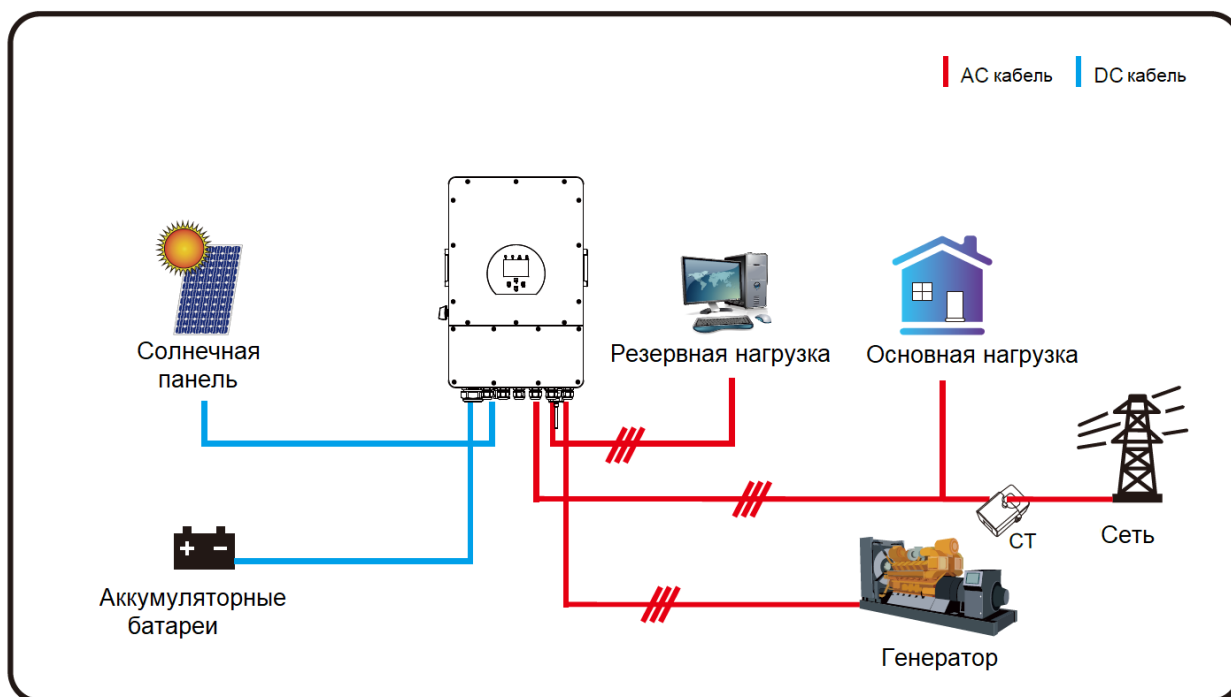 AC кабель
DC кабель
Солнечная
панель
Резервная нагрузка
Основная нагрузка
CT
Сеть
+ −
Аккумуляторные
батареи
Генератор